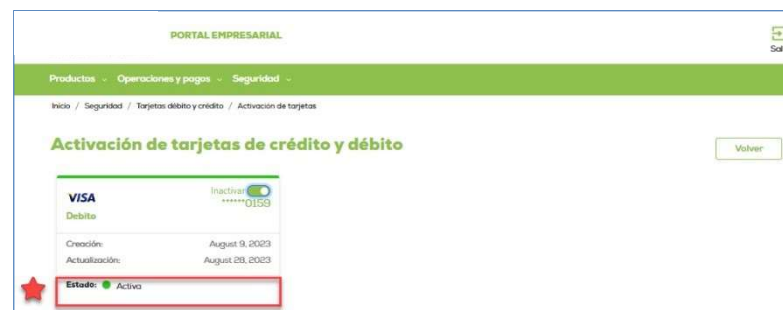 PORTAL EMPRESARIAL
Productos Operaciones y pagos Seguridad
Inicio / Seguridad / Tarjetas débito y crédito / Activación de tarjetas
Activación de tarjetas de crédito y débito
Volver
VISA
Inactivar
******0159
Debito
Creación: August 9, 2023
Actualización: August 28, 2023
Estado: Activa